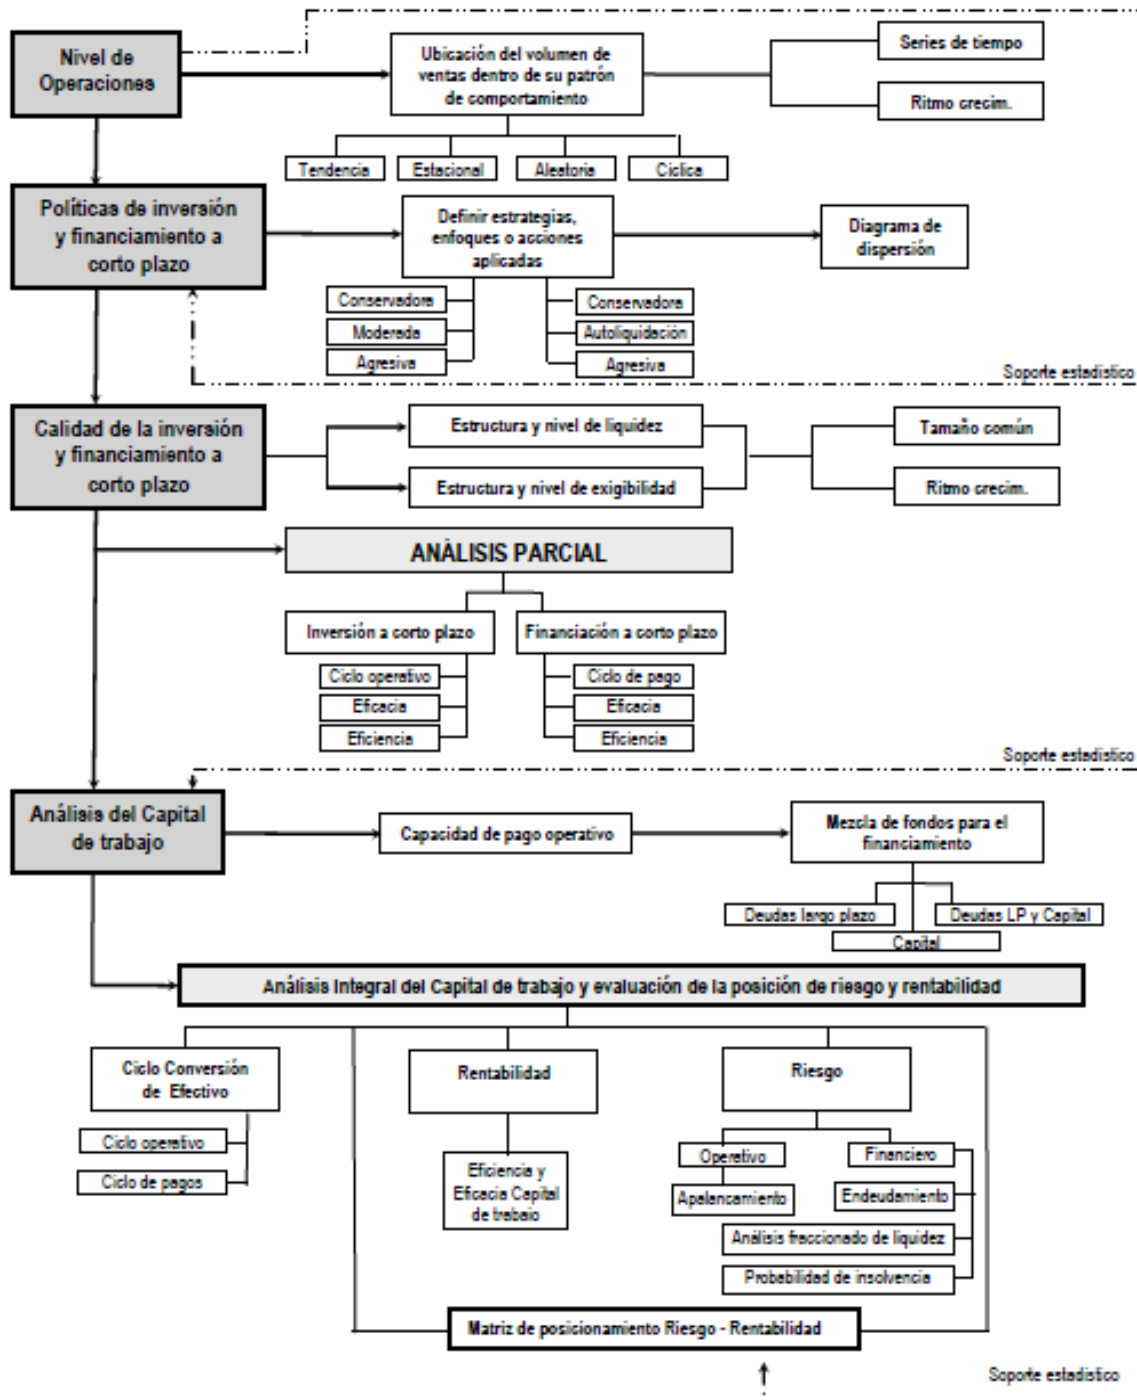 Nivel de
Operaciones
Ubicación del volumen de
ventas dentro de su patrón
de comportamiento
Series de tiempo
Ritmo crecim.
Tendencia
Estacional
Aleatoria
Cíclica
Políticas de inversión
y financiamiento a
corto plazo
Definir estrategias,
enfoques o acciones
aplicadas
Diagrama de
dispersión
Conservadora
Moderada
Agresiva
Conservadora
Autoliquidación
Agresiva
Soporte estadístico
Calidad de la inversión
y financiamiento a
corto plazo
Estructura y nivel de liquidez
Estructura y nivel de exigibilidad
Tamaño común
Ritmo crecim.
ANÁLISIS PARCIAL
Inversión a corto plazo
Financiación a corto plazo
Ciclo operativo
Eficacia
Eficiencia
Ciclo de pago
Eficacia
Eficiencia
Soporte estadístico
Análisis del Capital
de trabajo
Capacidad de pago operativo
Mezcla de fondos para el
financiamiento
Deudas largo plazo
Deudas LP y Capital
Capital
Análisis Integral del Capital de trabajo y evaluación de la posición de riesgo y rentabilidad
Ciclo Conversión
de Efectivo
Ciclo operativo
Ciclo de pagos
Rentabilidad
Eficiencia y
Eficacia Capital
de trabajo
Riesgo
Operativo
Apalancamiento
Financiero
Endeudamiento
Análisis fraccionado de liquidez
Probabilidad de insolvencia
Matriz de posicionamiento Riesgo - Rentabilidad
Soporte estadístico